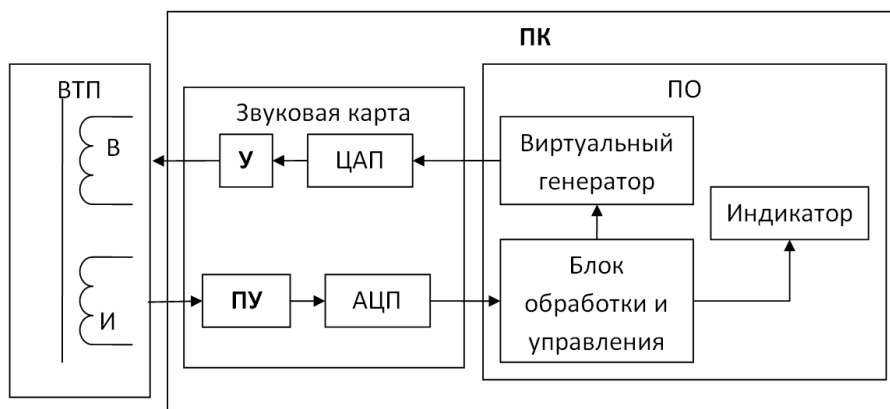 ПК
ВТП
ПО
Звуковая карта
В
У
ЦАП
Виртуальный
генератор
Индикатор
И
ПУ
АЦП
Блок
обработки и
управления